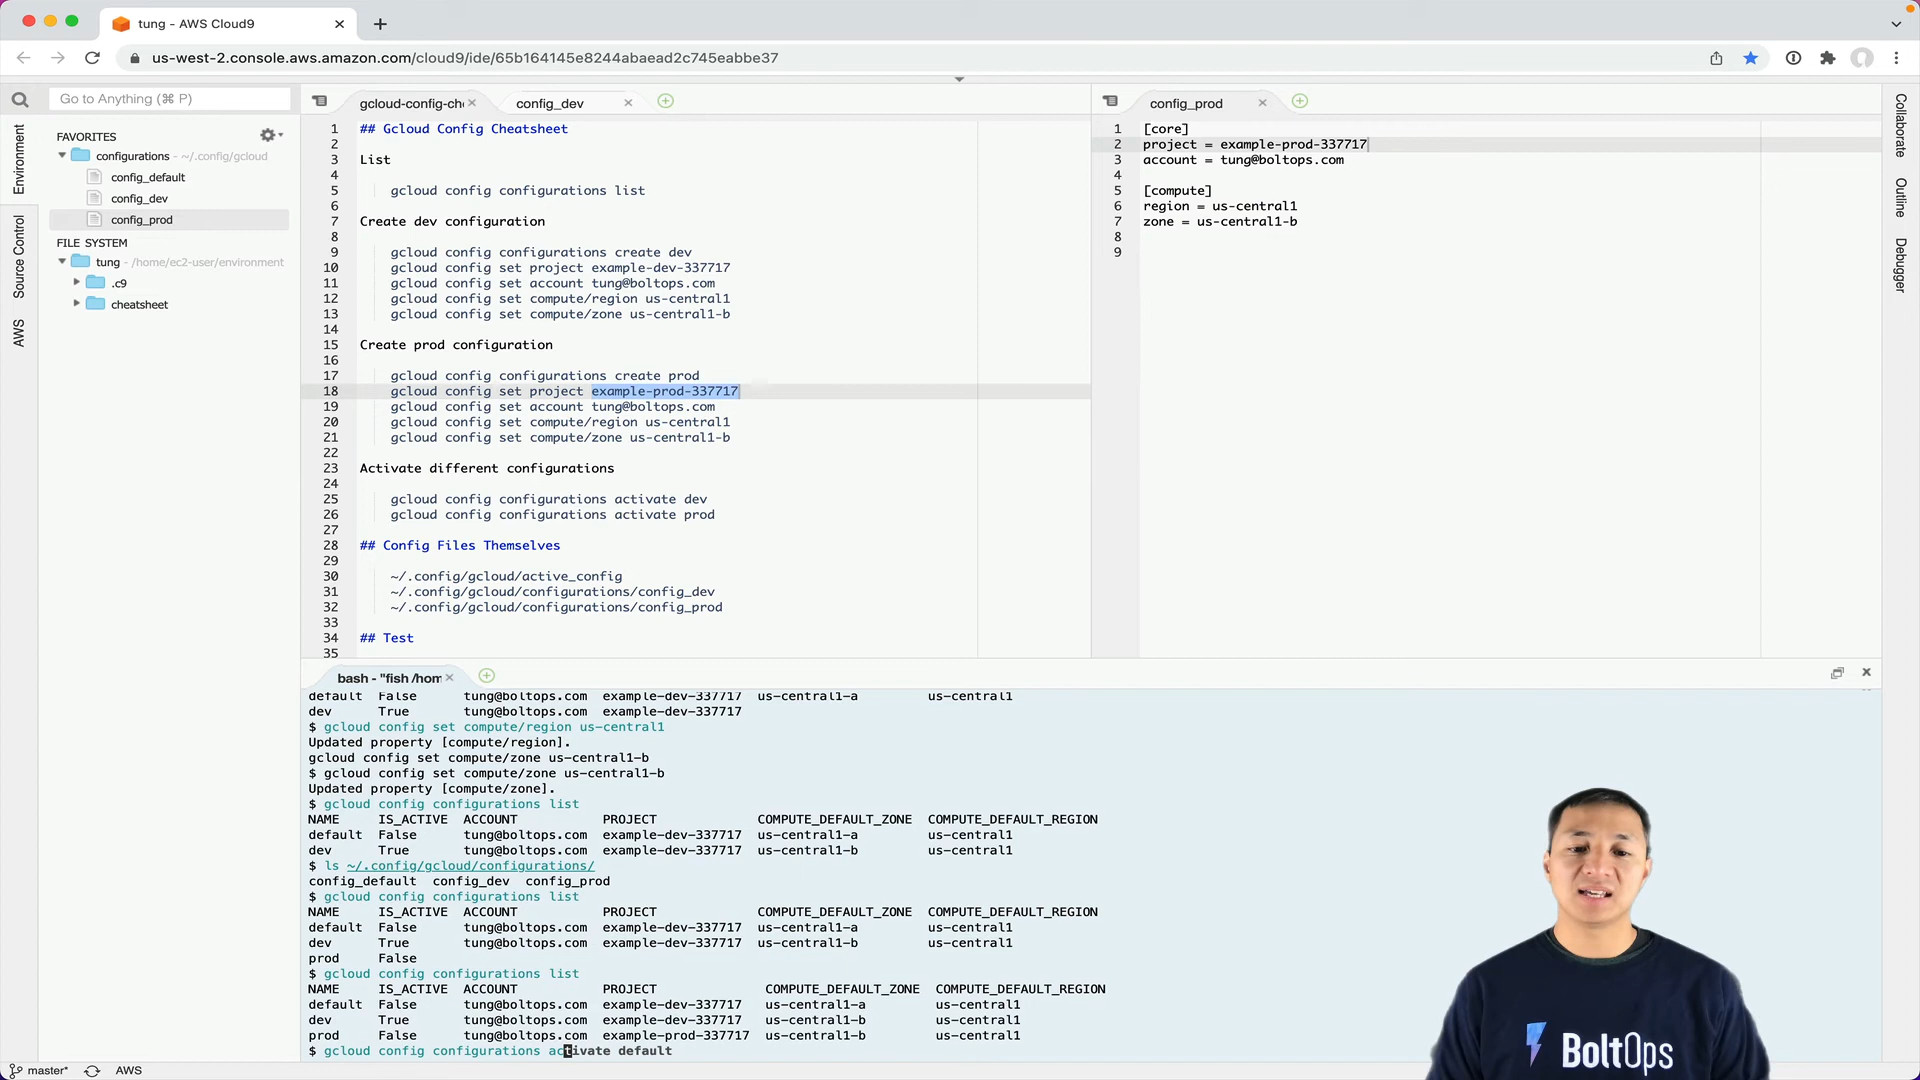 tung - AWS Cloud9
us-west-2.console.aws.amazon.com/cloud9/ide/65b164145e8244abaead2c745eabbe37
Go to Anything (⌘ P)
FAVORITES
configurations - ~/.config/gcloud
config_default
config_dev
config_prod
FILE SYSTEM
tung - /home/ec2-user/environment
.c9
cheatsheet
Environment
Source Control
AWS
gcloud-config-che
config_dev
1 ## Gcloud Config Cheatsheet
2
3 List
4
5 gcloud config configurations list
6
7 Create dev configuration
8
9 gcloud config configurations create dev
10 gcloud config set project example-dev-337717
11 gcloud config set account tung@boltops.com
12 gcloud config set compute/region us-central1
13 gcloud config set compute/zone us-central1-b
14
15 Create prod configuration
16
17 gcloud config configurations create prod
18 gcloud config set project example-prod-337717
19 gcloud config set account tung@boltops.com
20 gcloud config set compute/region us-central1
21 gcloud config set compute/zone us-central1-b
22
23 Activate different configurations
24
25 gcloud config configurations activate dev
26 gcloud config configurations activate prod
27
28 ## Config Files Themselves
29
30 ~/.config/gcloud/active_config
31 ~/.config/gcloud/configurations/config_dev
32 ~/.config/gcloud/configurations/config_prod
33
34 ## Test
35
config_prod
1 [core]
2 project = example-prod-337717
3 account = tung@boltops.com
4
5 [compute]
6 region = us-central1
7 zone = us-central1-b
8
9
Collaborate
Outline
Debugger
bash - "fish /hom
default False tung@boltops.com example-dev-337717 us-central1-a us-central1
dev True tung@boltops.com example-dev-337717
$ gcloud config set compute/region us-central1
Updated property [compute/region].
gcloud config set compute/zone us-central1-b
$ gcloud config set compute/zone us-central1-b
Updated property [compute/zone].
$ gcloud config configurations list
NAME IS_ACTIVE ACCOUNT PROJECT COMPUTE_DEFAULT_ZONE COMPUTE_DEFAULT_REGION
default False tung@boltops.com example-dev-337717 us-central1-a us-central1
dev True tung@boltops.com example-dev-337717 us-central1-b us-central1
$ ls ~/.config/gcloud/configurations/
config_default config_dev config_prod
$ gcloud config configurations list
NAME IS_ACTIVE ACCOUNT PROJECT COMPUTE_DEFAULT_ZONE COMPUTE_DEFAULT_REGION
default False tung@boltops.com example-dev-337717 us-central1-a us-central1
dev True tung@boltops.com example-dev-337717 us-central1-b us-central1
prod False
$ gcloud config configurations list
NAME IS_ACTIVE ACCOUNT PROJECT COMPUTE_DEFAULT_ZONE COMPUTE_DEFAULT_REGION
default False tung@boltops.com example-dev-337717 us-central1-a us-central1
dev True tung@boltops.com example-dev-337717 us-central1-b us-central1
prod False tung@boltops.com example-prod-337717 us-central1-b us-central1
$ gcloud config configurations activate default
BoltOps
master* AWS